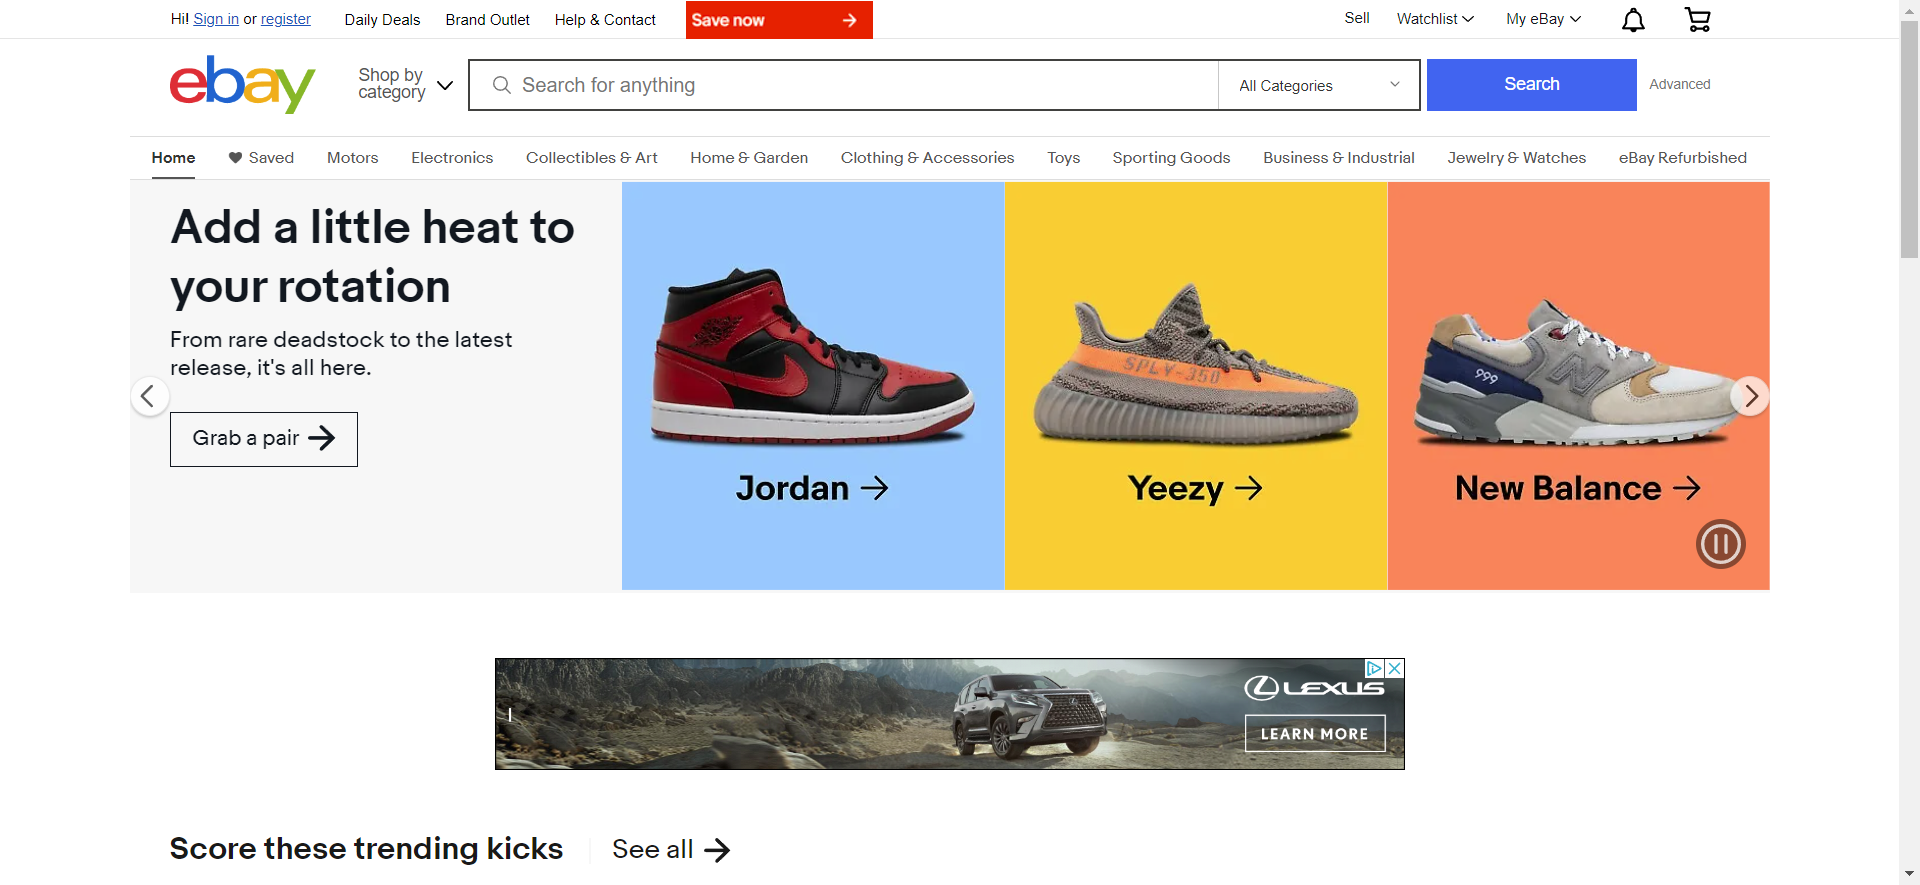 Hi! Sign in or register
Daily Deals
Brand Outlet
Help & Contact
Save now
Sell
Watchlist
My eBay
ebay
Shop by
category
Search for anything
All Categories
Search
Advanced
Home
Saved
Motors
Electronics
Collectibles & Art
Home & Garden
Clothing & Accessories
Toys
Sporting Goods
Business & Industrial
Jewelry & Watches
eBay Refurbished
Add a little heat to
your rotation
From rare deadstock to the latest
release, it's all here.
Grab a pair
SPLY-350
999
N
Jordan
Yeezy
New Balance
LEXUS
LEARN MORE
Score these trending kicks
See all